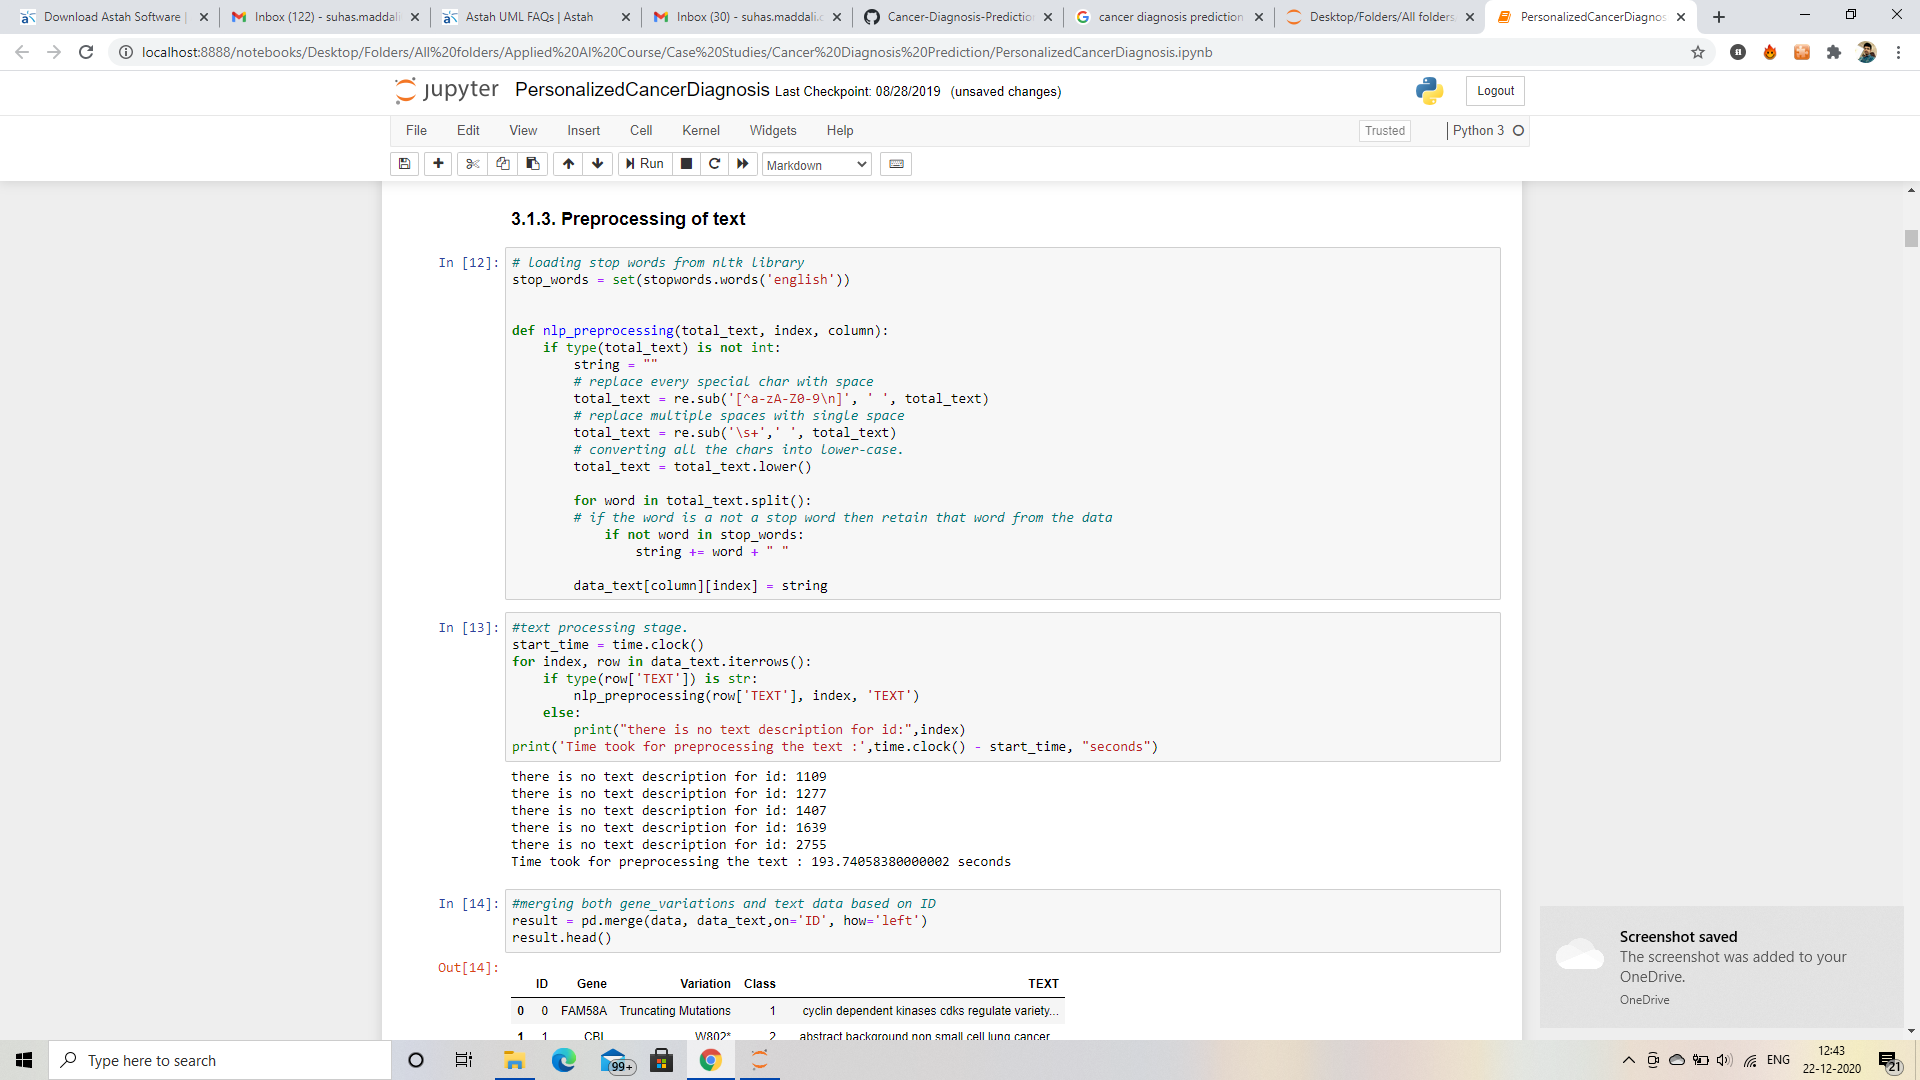 Download Astah Software
Inbox (122) - suhas.maddali
Astah UML FAQs | Astah
Inbox (30) - suhas.maddali.
Cancer-Diagnosis-Predictio
cancer diagnosis prediction
Desktop/Folders/All folders
PersonalizedCancerDiagnos
localhost:8888/notebooks/Desktop/Folders/All%20folders/Applied%20AI%20Course/Case%20Studies/Cancer%20Diagnosis%20Prediction/PersonalizedCancerDiagnosis.ipynb
jupyter PersonalizedCancerDiagnosis Last Checkpoint: 08/28/2019 (unsaved changes) Logout
File Edit View Insert Cell Kernel Widgets Help Trusted Python 3
Run Markdown
3.1.3. Preprocessing of text
In [12]: # loading stop words from nltk library
stop_words = set(stopwords.words('english'))
def nlp_preprocessing(total_text, index, column):
    if type(total_text) is not int:
        string = ""
        # replace every special char with space
        total_text = re.sub('[^a-zA-Z0-9\n]', ' ', total_text)
        # replace multiple spaces with single space
        total_text = re.sub('\s+',' ', total_text)
        # converting all the chars into lower-case.
        total_text = total_text.lower()
        for word in total_text.split():
        # if the word is a not a stop word then retain that word from the data
            if not word in stop_words:
                string += word + " "
        data_text[column][index] = string
In [13]: #text processing stage.
start_time = time.clock()
for index, row in data_text.iterrows():
    if type(row['TEXT']) is str:
        nlp_preprocessing(row['TEXT'], index, 'TEXT')
    else:
        print("there is no text description for id:",index)
print('Time took for preprocessing the text :',time.clock() - start_time, "seconds")
there is no text description for id: 1109
there is no text description for id: 1277
there is no text description for id: 1407
there is no text description for id: 1639
there is no text description for id: 2755
Time took for preprocessing the text : 193.74058380000002 seconds
In [14]: #merging both gene_variations and text data based on ID
result = pd.merge(data, data_text,on='ID', how='left')
result.head()
Out[14]:
ID Gene Variation Class TEXT
0 0 FAM58A Truncating Mutations 1 cyclin dependent kinases cdks regulate variety...
1 1 CBL W802* 2 abstract background non small cell lung cancer
Screenshot saved
The screenshot was added to your
OneDrive.
OneDrive
Type here to search
99+
ENG
12:43
22-12-2020
21